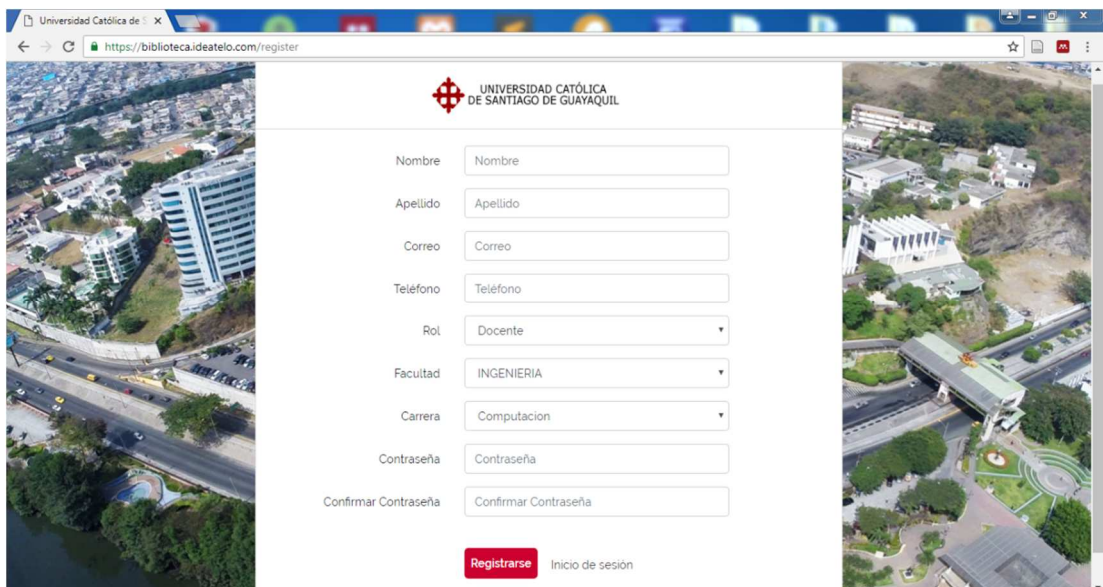 Universidad Católica de S
https://biblioteca.ideatelo.com/register
UNIVERSIDAD CATÓLICA
DE SANTIAGO DE GUAYAQUIL
Nombre Nombre
Apellido Apellido
Correo Correo
Teléfono Teléfono
Rol Docente
Facultad INGENIERIA
Carrera Computacion
Contraseña Contraseña
Confirmar Contraseña Confirmar Contraseña
Registrarse Inicio de sesión